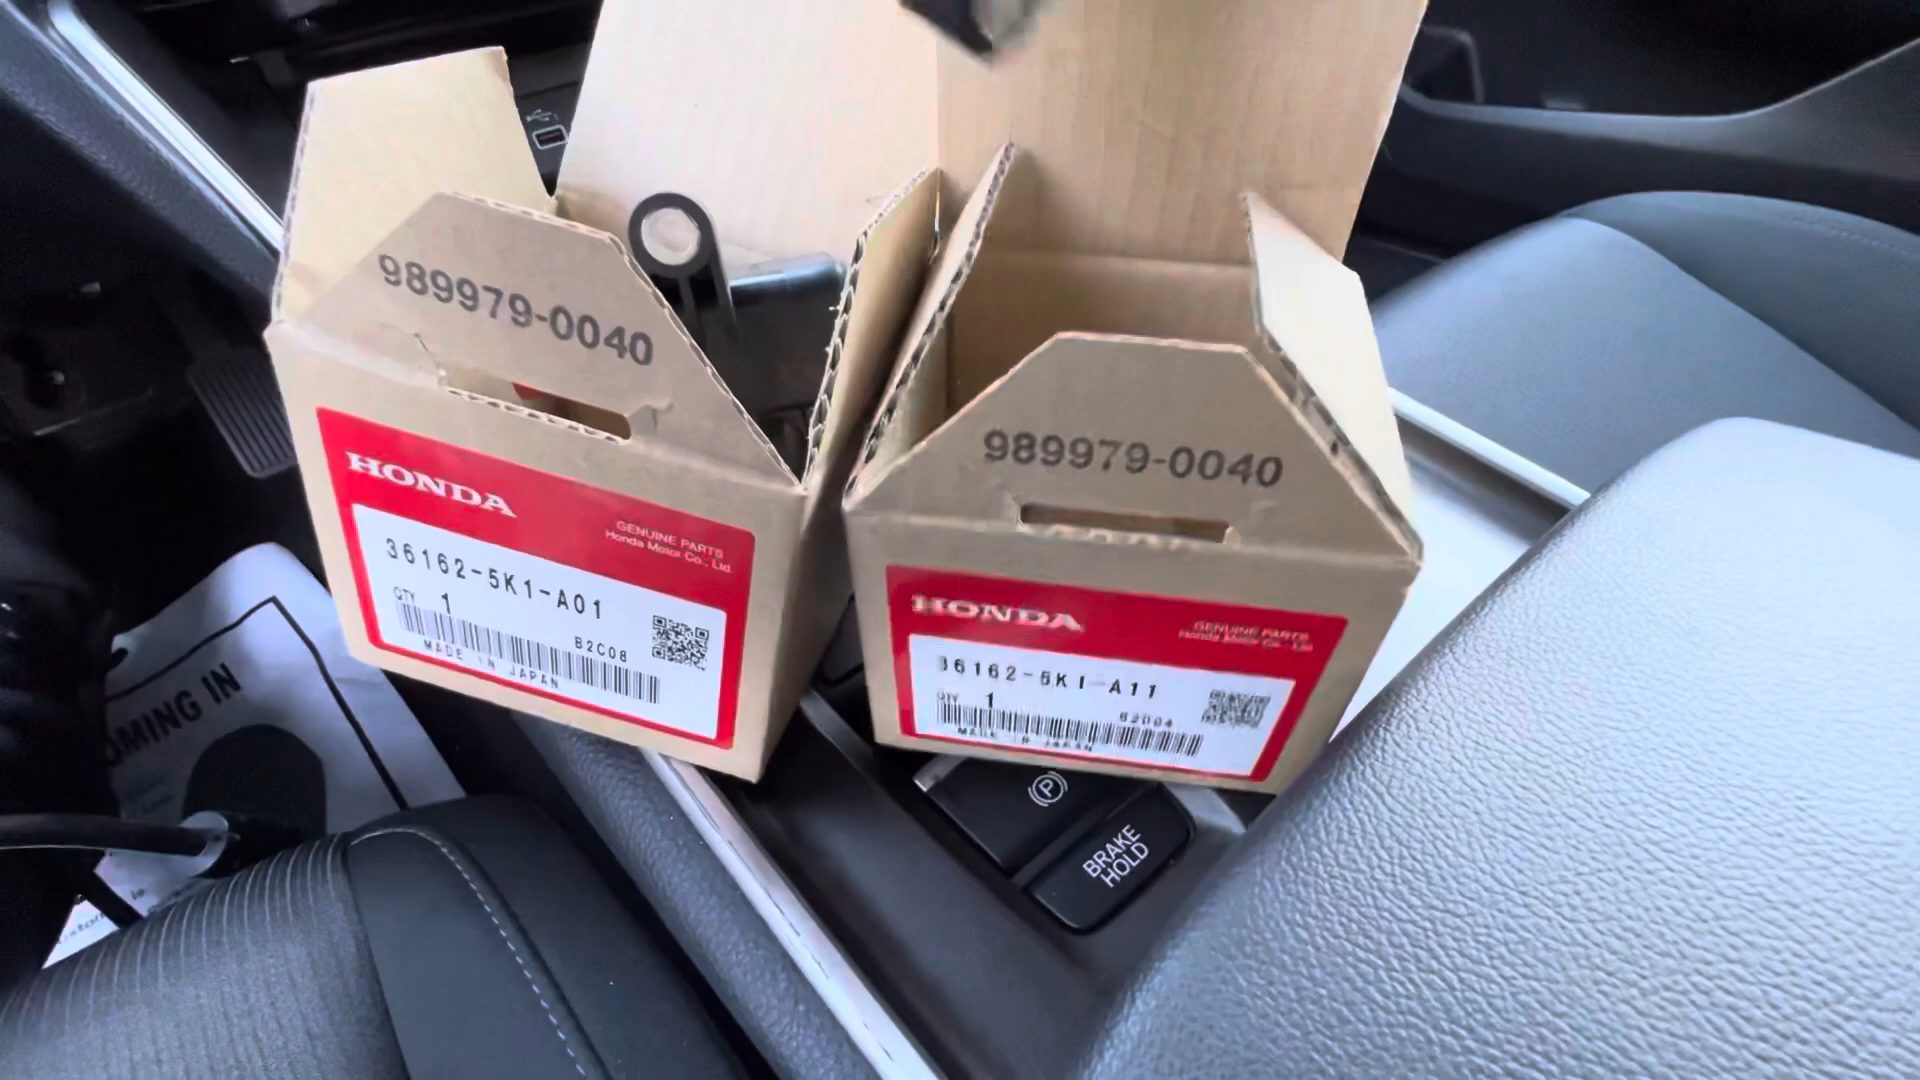 989979-0040
HONDA
GENUINE PARTS
Honda Motor Co., Ltd.
36162-5K1-A01
QTY 1
B2C08
MADE IN JAPAN
989979-0040
HONDA
GENUINE PARTS
Honda Motor Co., Ltd.
36162-5K1-A11
QTY 1
B2D04
MADE IN JAPAN
OMING IN
P
BRAKE
HOLD